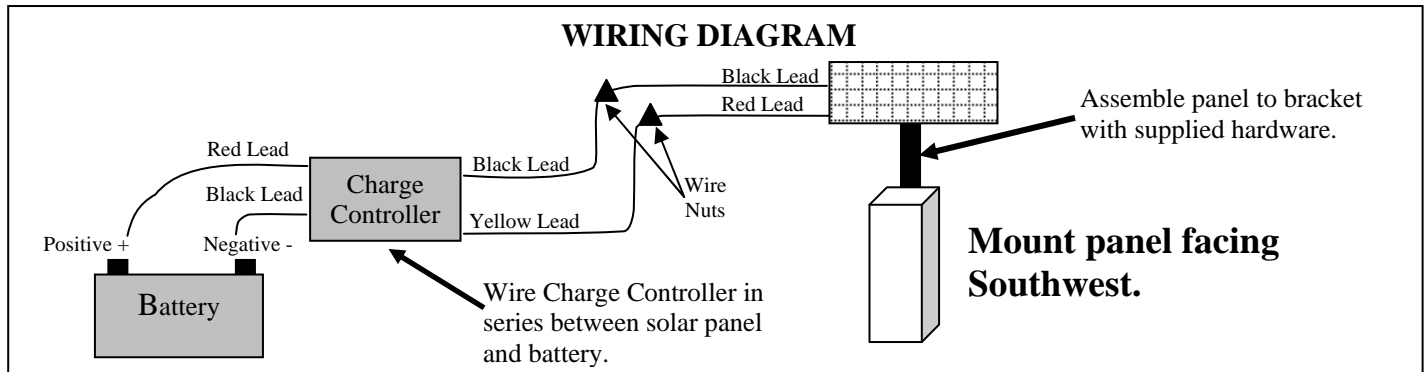 WIRING DIAGRAM
Black Lead
Red Lead
Assemble panel to bracket
with supplied hardware.
Red Lead
Black Lead
Charge
Controller
Black Lead
Yellow Lead
Wire
Nuts
Positive +
Negative -
Battery
Wire Charge Controller in
series between solar panel
and battery.
Mount panel facing
Southwest.